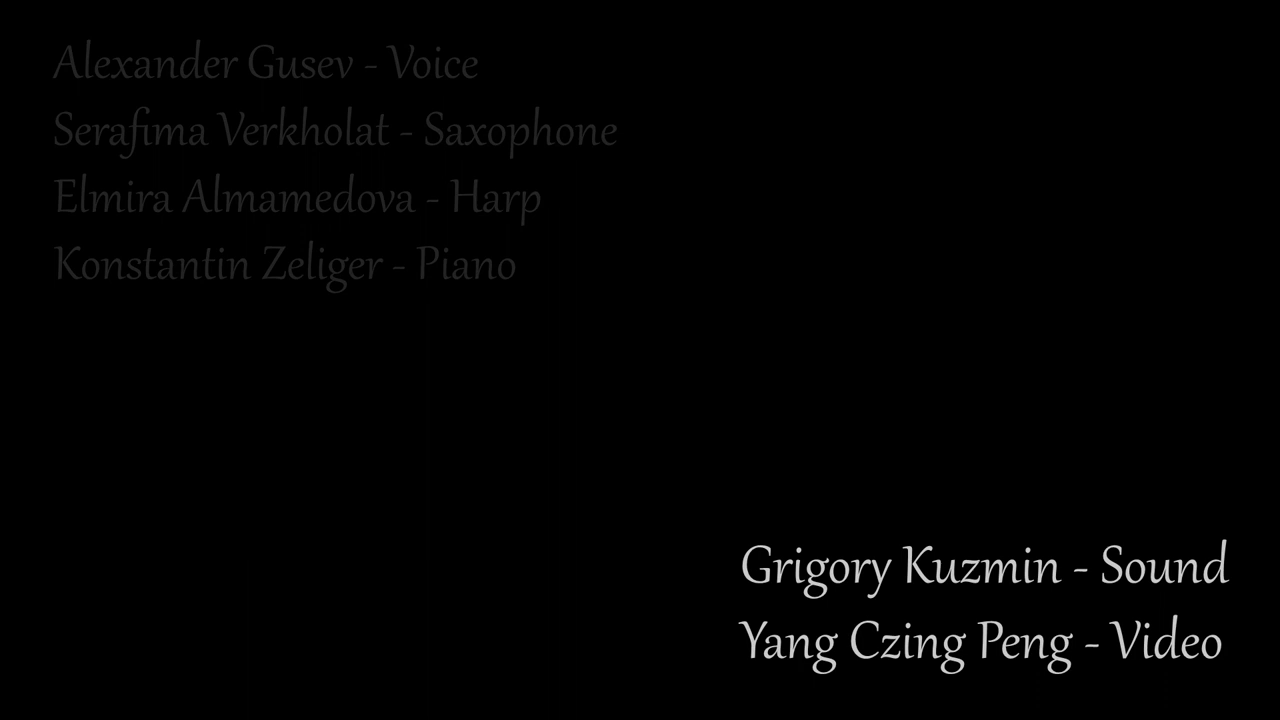 Alexander Gusev - Voice
Serafima Verkholat - Saxophone
Elmira Almamedova - Harp
Konstantin Zeliger - Piano
Grigory Kuzmin - Sound
Yang Czing Peng - Video